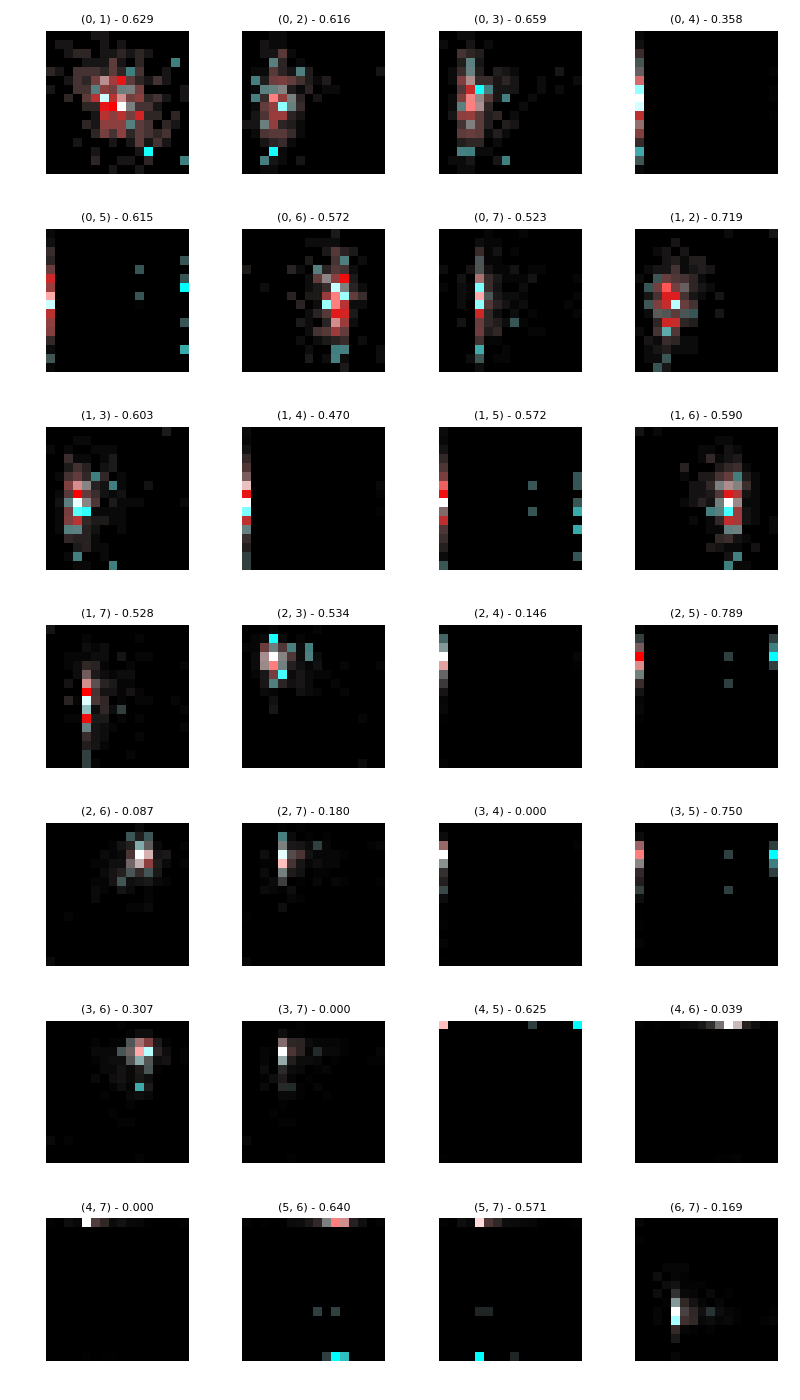 (0, 1) - 0.629
(0, 2) - 0.616
(0, 3) - 0.659
(0, 4) - 0.358
(0, 5) - 0.615
(0, 6) - 0.572
(0, 7) - 0.523
(1, 2) - 0.719
(1, 3) - 0.603
(1, 4) - 0.470
(1, 5) - 0.572
(1, 6) - 0.590
(1, 7) - 0.528
(2, 3) - 0.534
(2, 4) - 0.146
(2, 5) - 0.789
(2, 6) - 0.087
(2, 7) - 0.180
(3, 4) - 0.000
(3, 5) - 0.750
(3, 6) - 0.307
(3, 7) - 0.000
(4, 5) - 0.625
(4, 6) - 0.039
(4, 7) - 0.000
(5, 6) - 0.640
(5, 7) - 0.571
(6, 7) - 0.169